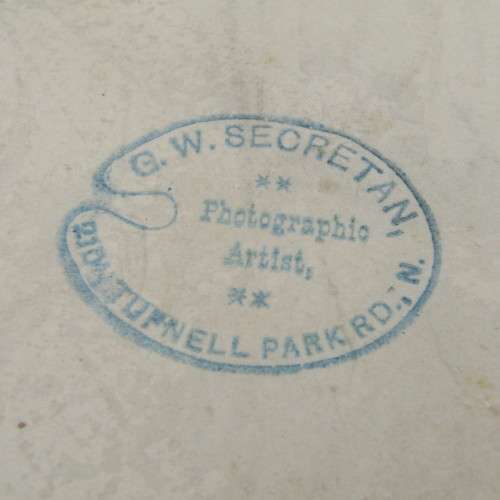 G. W. SECRETAN,
**
Photographic
Artist,
**
TUFNELL PARK RD., N.